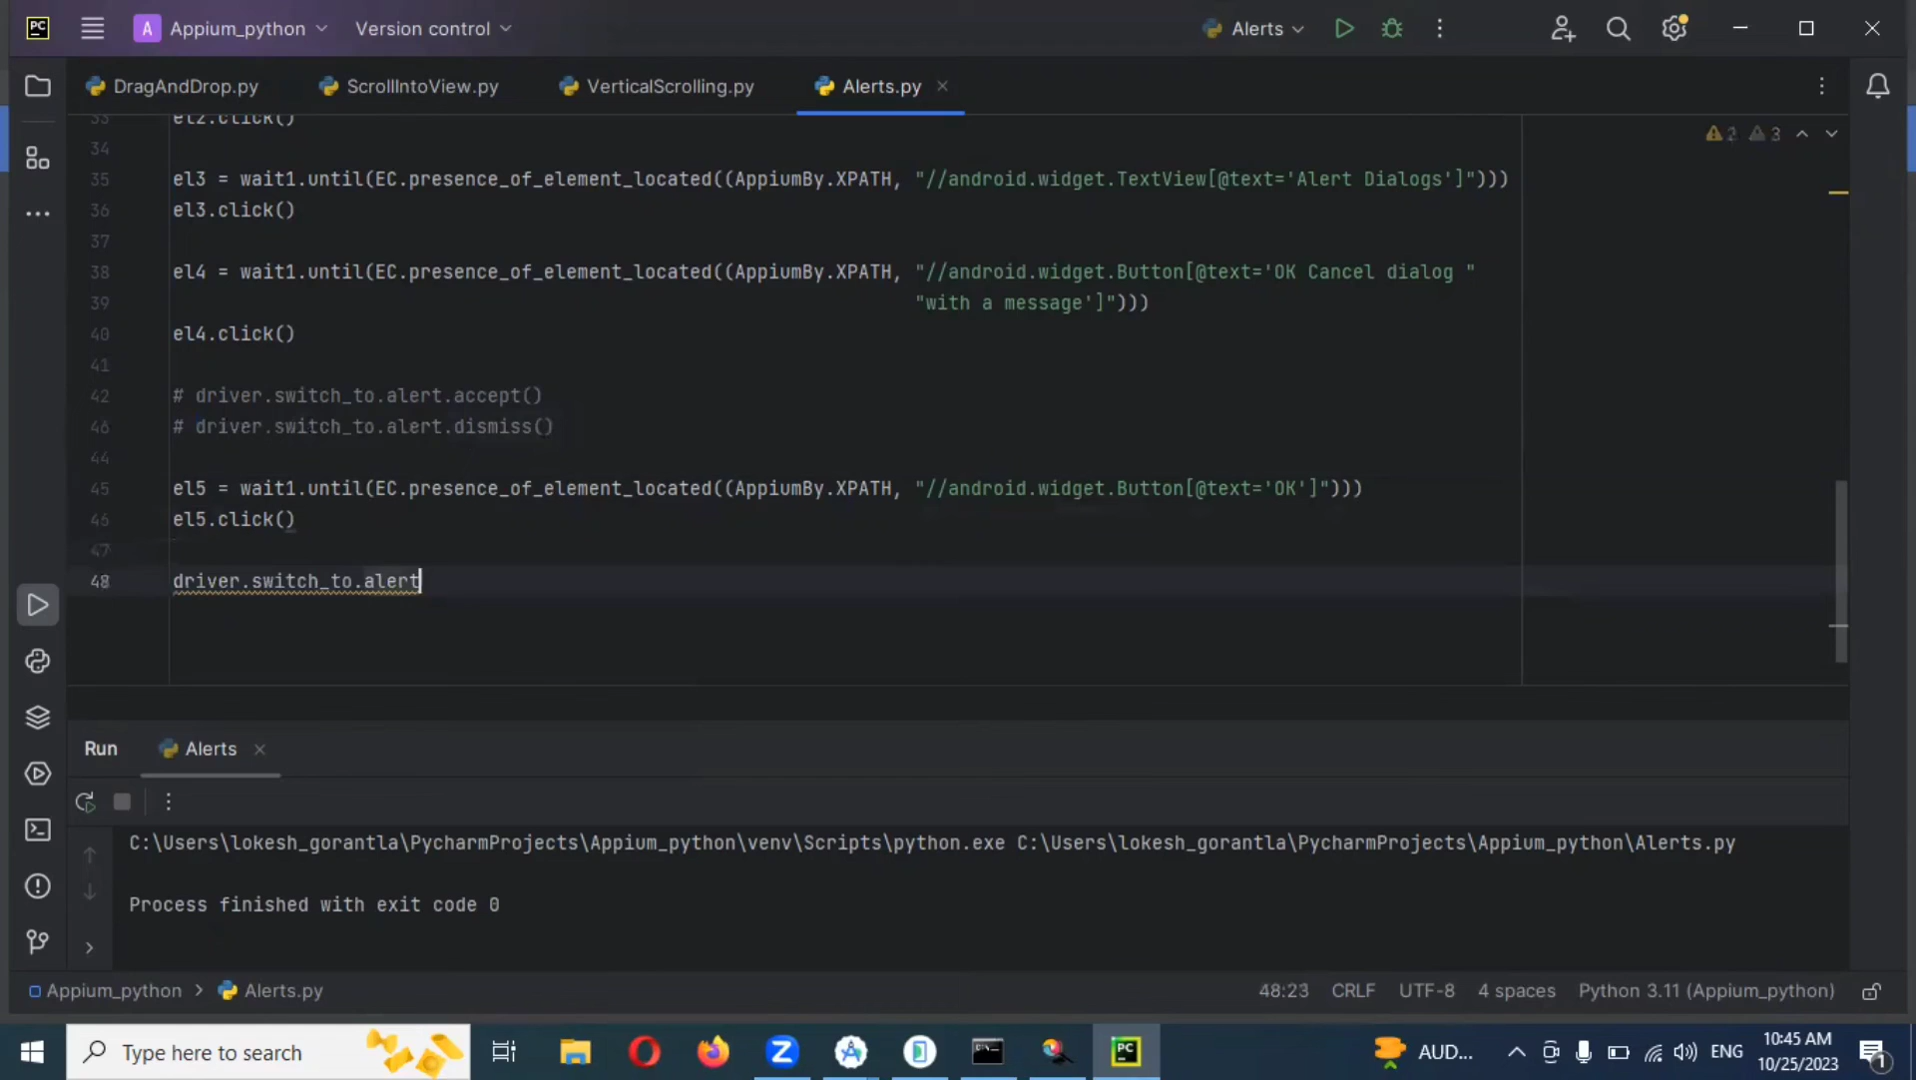 PC
A Appium_python
Version control
Alerts
DragAndDrop.py
ScrollIntoView.py
VerticalScrolling.py
Alerts.py
2 3
33 el2.click()
34
35 el3 = wait1.until(EC.presence_of_element_located((AppiumBy.XPATH, "//android.widget.TextView[@text='Alert Dialogs']")))
36 el3.click()
37
38 el4 = wait1.until(EC.presence_of_element_located((AppiumBy.XPATH, "//android.widget.Button[@text='OK Cancel dialog "
39 "with a message']")))
40 el4.click()
41
42 # driver.switch_to.alert.accept()
46 # driver.switch_to.alert.dismiss()
44
45 el5 = wait1.until(EC.presence_of_element_located((AppiumBy.XPATH, "//android.widget.Button[@text='OK']")))
46 el5.click()
47
48 driver.switch_to.alert
Run
Alerts
C:\Users\lokesh_gorantla\PycharmProjects\Appium_python\venv\Scripts\python.exe C:\Users\lokesh_gorantla\PycharmProjects\Appium_python\Alerts.py
Process finished with exit code 0
Appium_python > Alerts.py
48:23 CRLF UTF-8 4 spaces Python 3.11 (Appium_python)
Type here to search
PC
AUD...
ENG
10:45 AM
10/25/2023
1